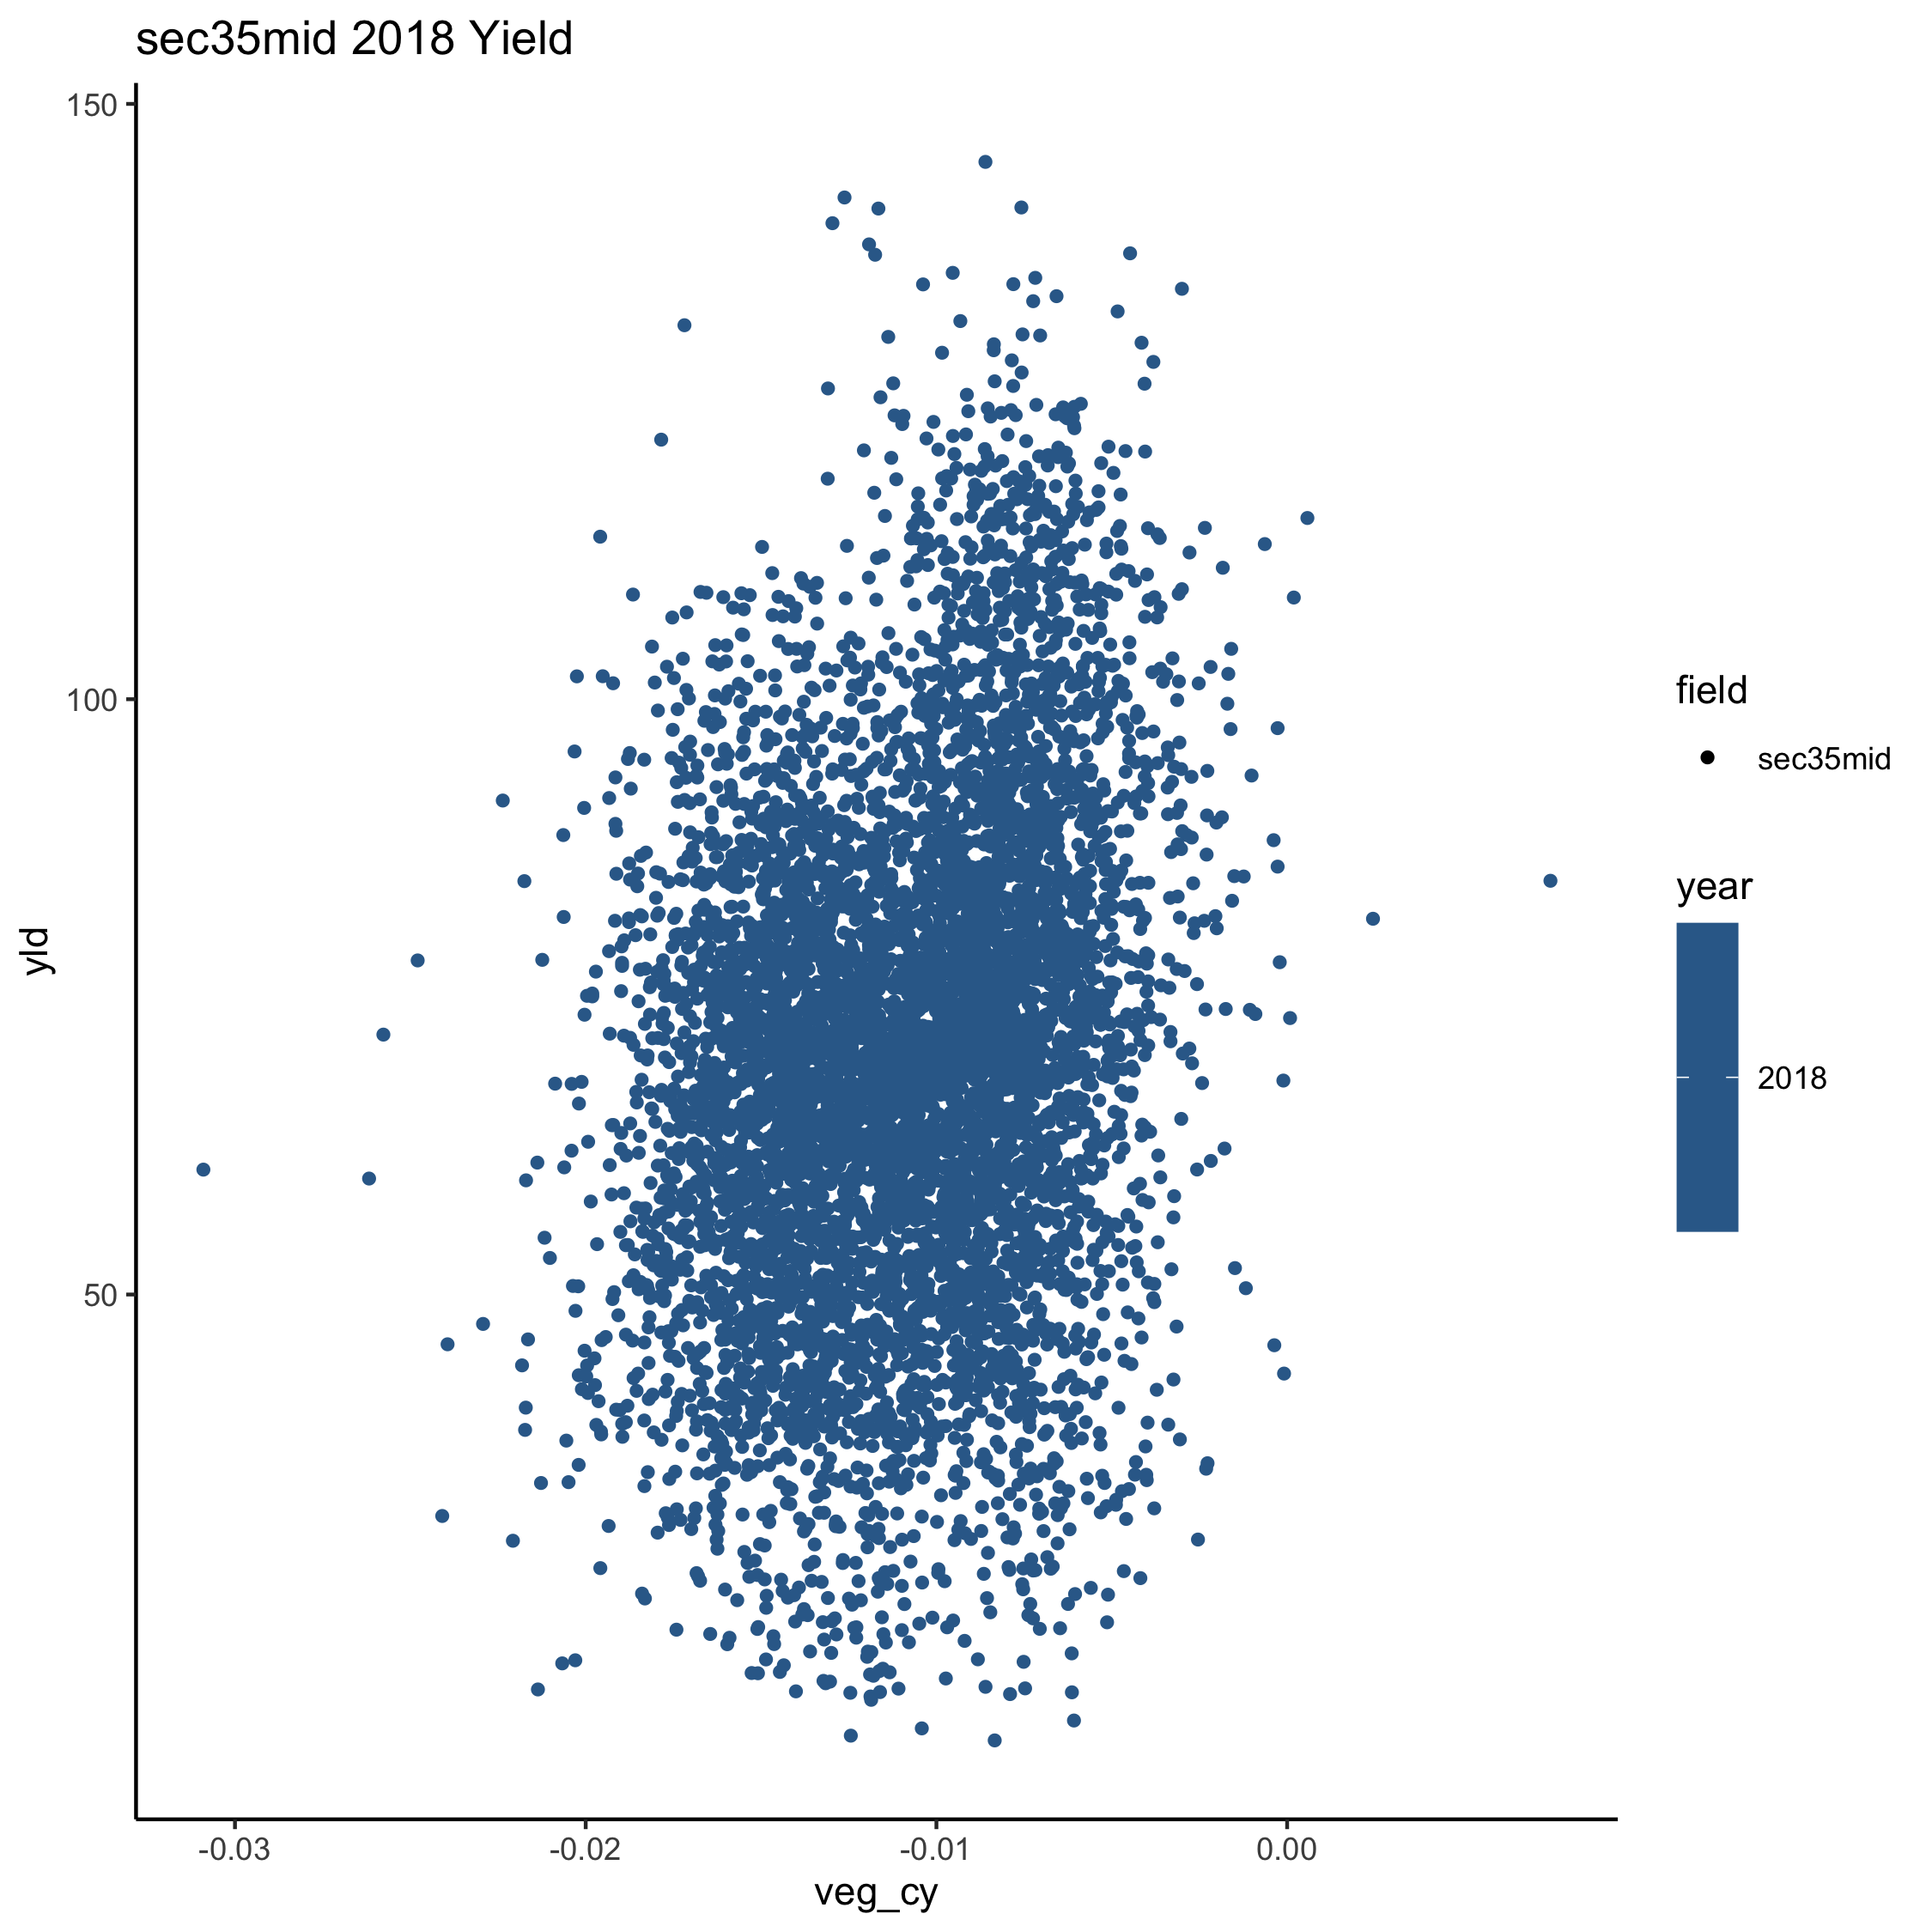 sec35mid 2018 Yield
150
100
50
yld
-0.03
-0.02
-0.01
0.00
veg_cy
field
sec35mid
year
2018